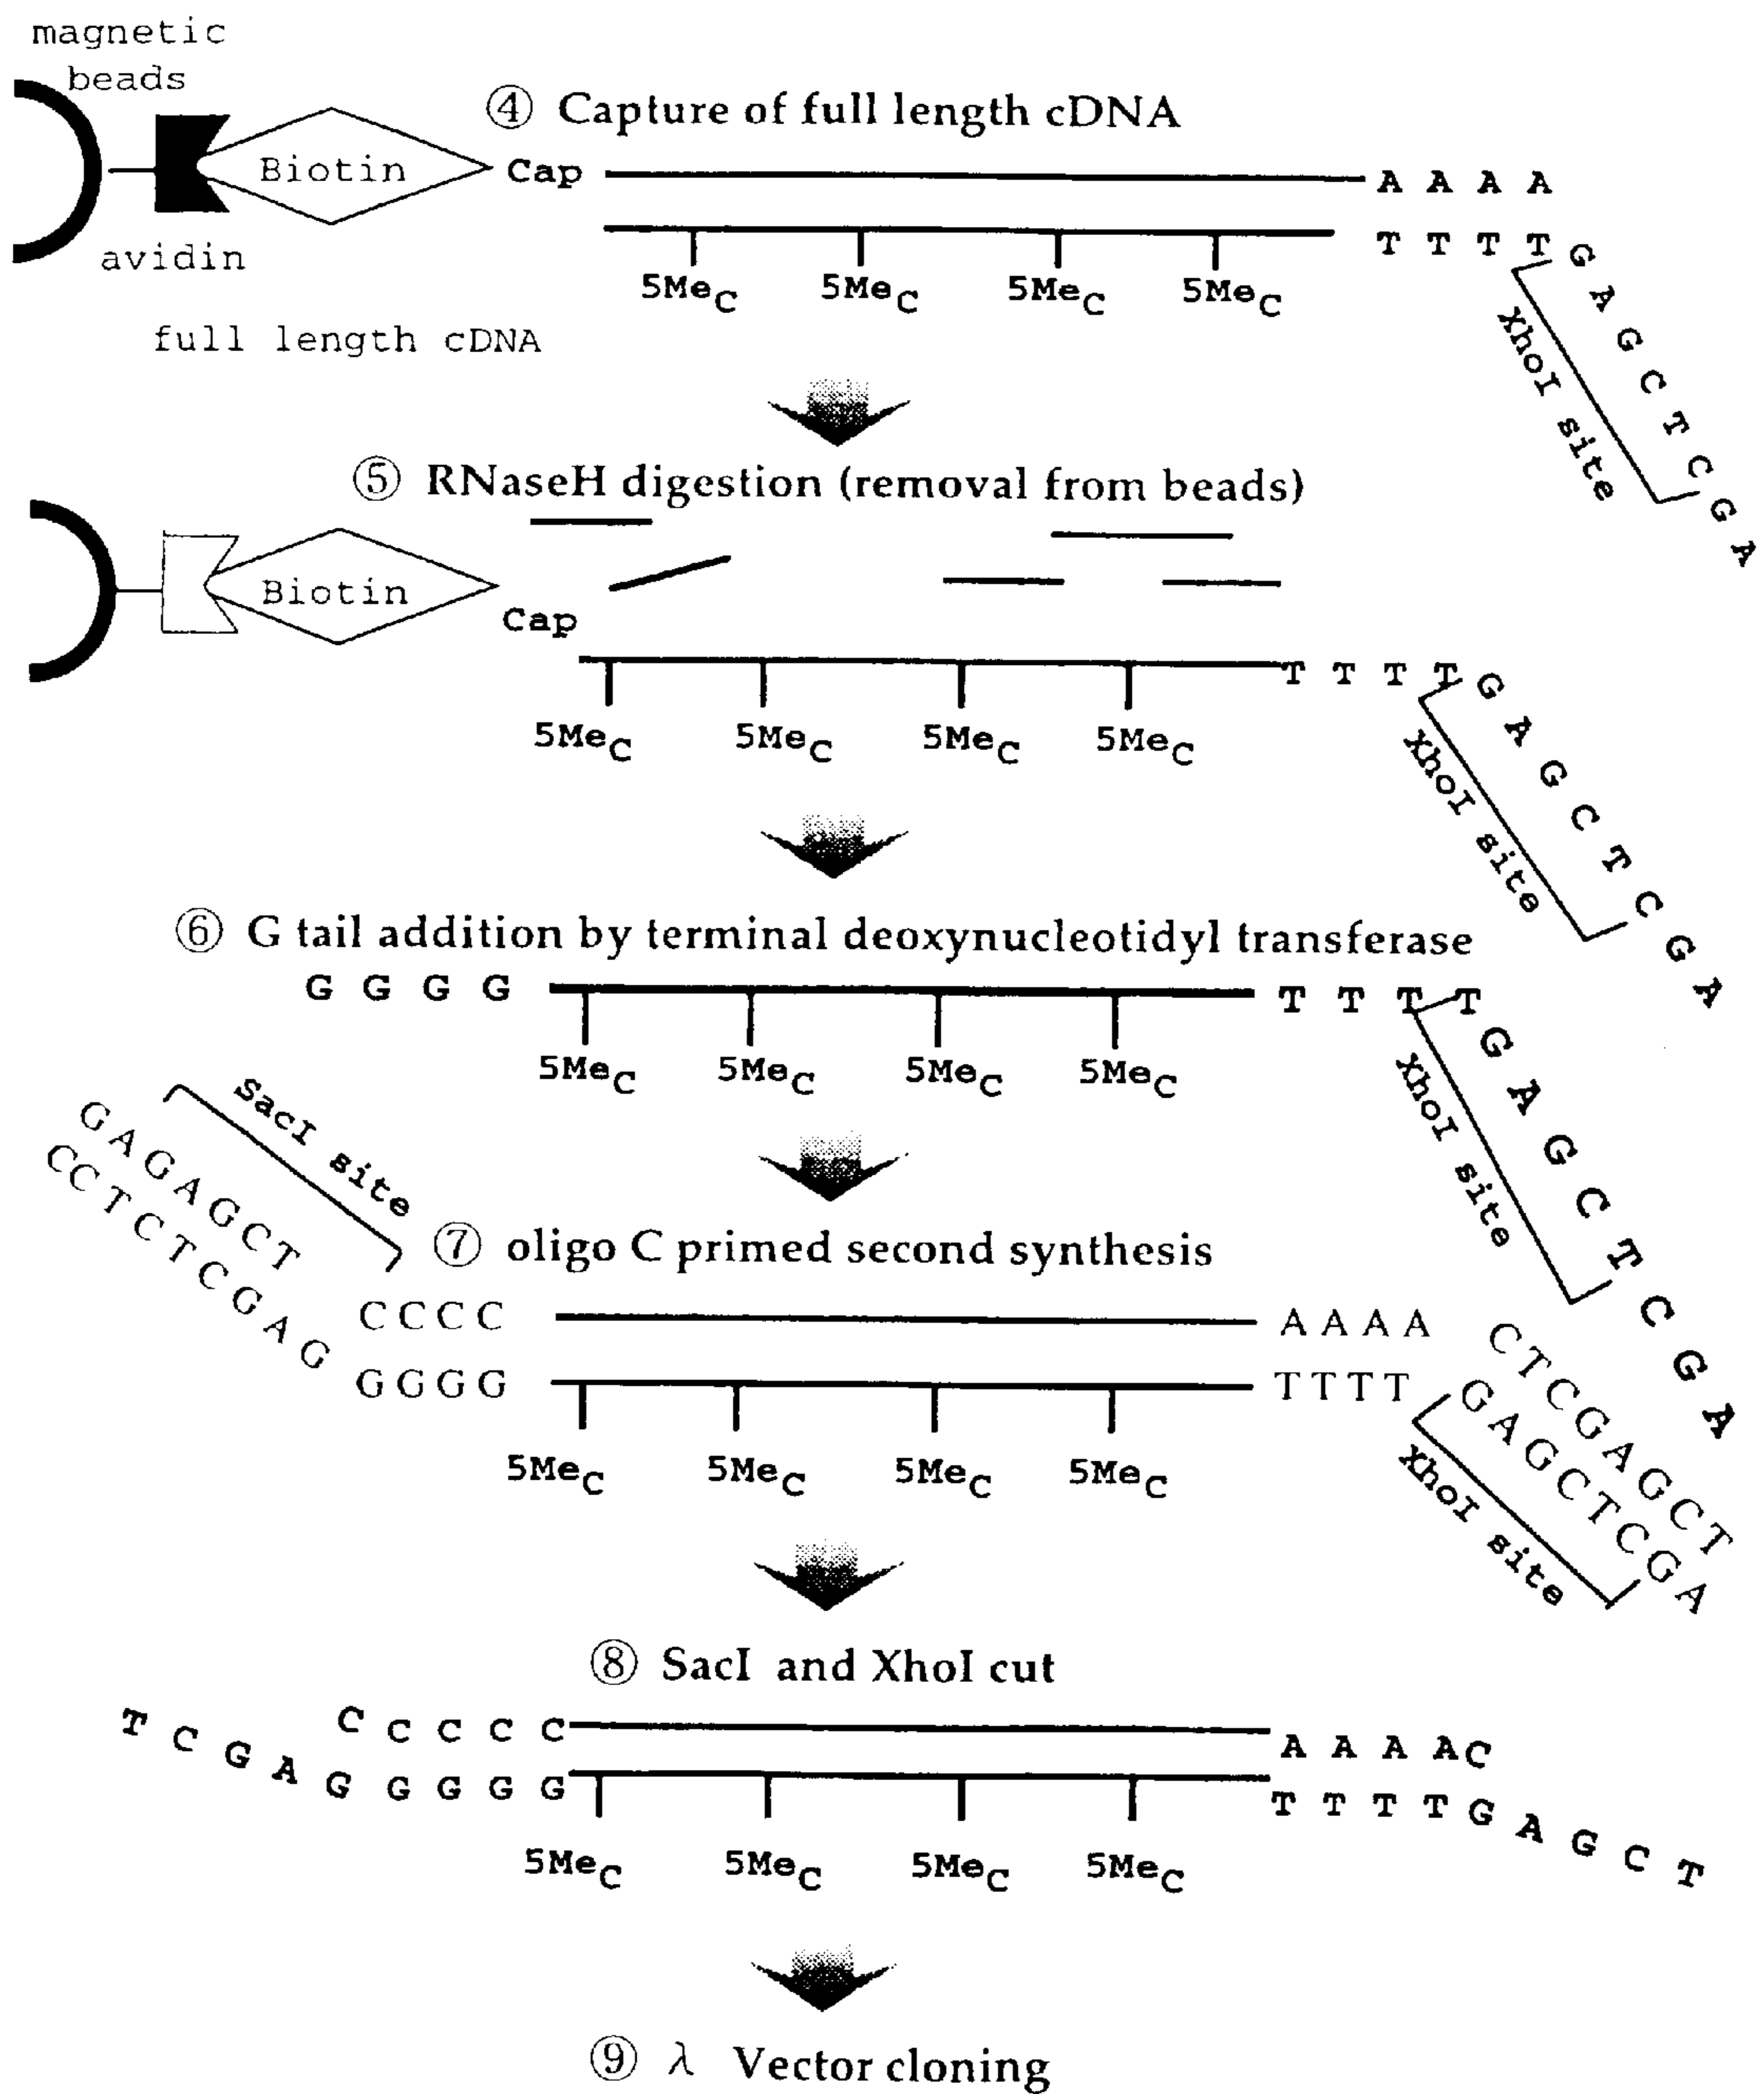 magnetic
beads
④ Capture of full length cDNA
Biotin
Cap
A A A A
avidin
T T T T G A G C T C G A
5MeC 5MeC 5MeC 5MeC
XhoI site
full length cDNA
⑤ RNaseH digestion (removal from beads)
Biotin
Cap
T T T T G A G C T C G A
5MeC 5MeC 5MeC 5MeC
XhoI site
⑥ G tail addition by terminal deoxynucleotidyl transferase
G G G G
T T T T G A G C T C G A
5MeC 5MeC 5MeC 5MeC
XhoI site
SacI site
GAGAGCT
CCTCTCGAG
⑦ oligo C primed second synthesis
CCCC
AAAA
CTCGAGCT
GGGG
TTTT
GAGCTCGA
5MeC 5MeC 5MeC 5MeC
XhoI site
⑧ SacI and XhoI cut
C C C C C
A A A A C
T C G A G G G G G
T T T T G A G C T
5MeC 5MeC 5MeC 5MeC
⑨ λ Vector cloning